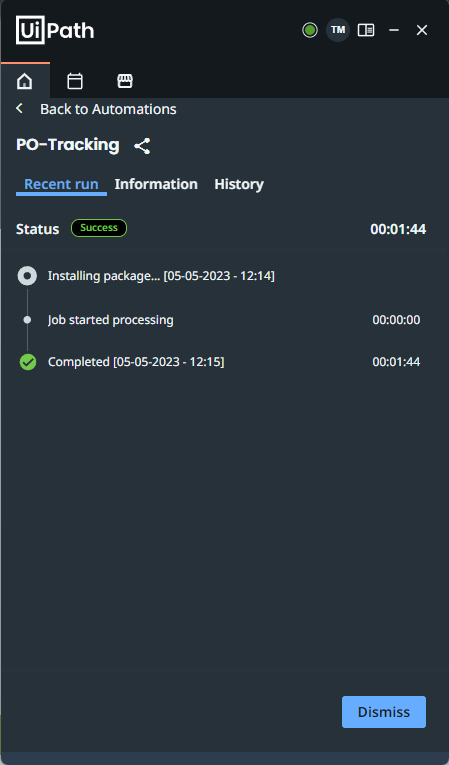 UiPath
TM
Back to Automations
PO-Tracking
Recent run Information History
Status Success 00:01:44
Installing package... [05-05-2023 - 12:14]
Job started processing 00:00:00
Completed [05-05-2023 - 12:15] 00:01:44
Dismiss